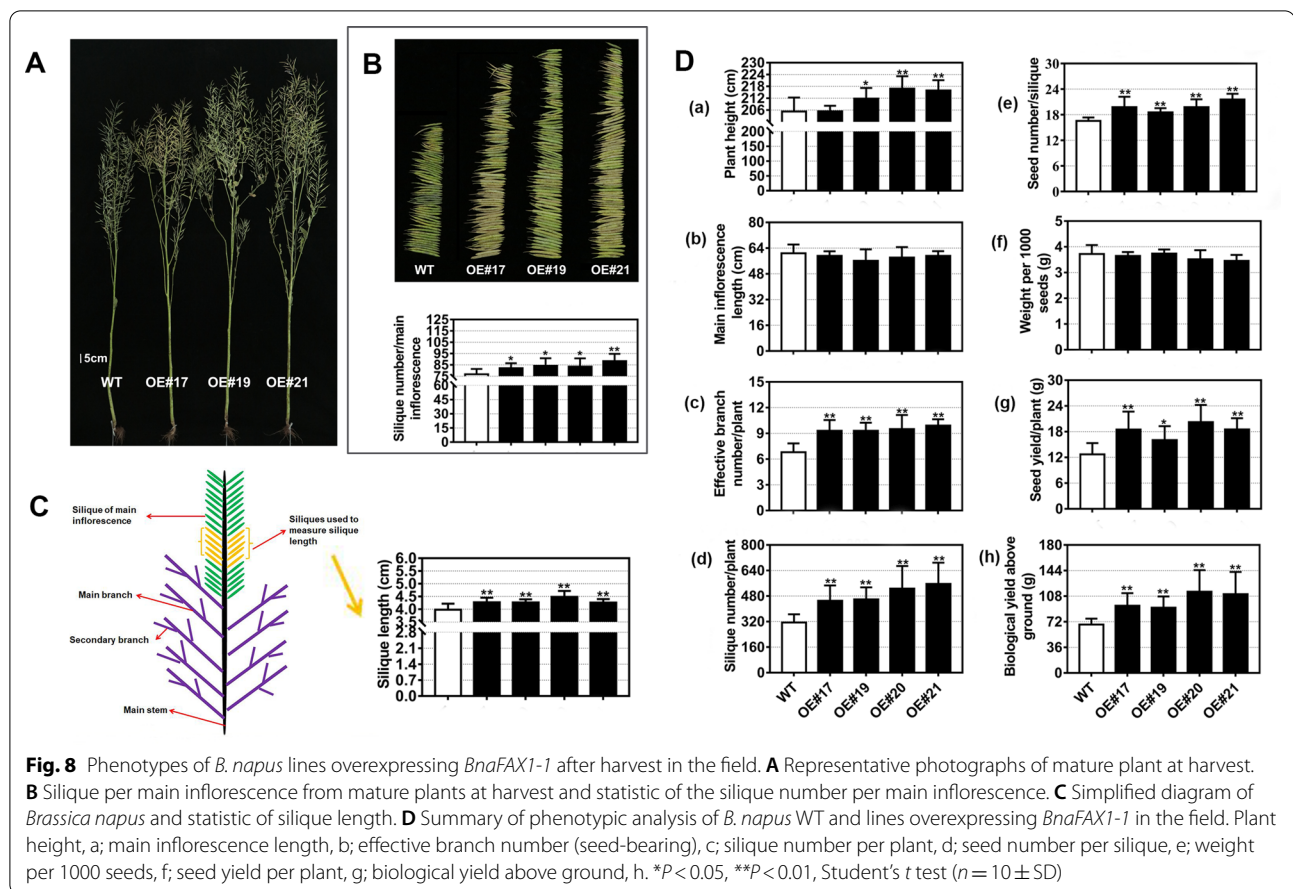 A
5cm
WT OE#17 OE#19 OE#21
B
WT OE#17 OE#19 OE#21
Silique number/main
inflorescence
125
115
105
95
85
75
60
45
30
15
0
* * * **
C
Silique of main
inflorescence
Siliques used to
measure silique
length
Main branch
Secondary branch
Main stem
Silique length (cm)
6.0
5.5
5.0
4.5
4.0
3.5
2.8
2.1
1.4
0.7
0.0
** ** ** **
D
(a)
Plant height (cm)
230
224
218
212
206
200
150
100
50
0
* ** **
(b)
Main inflorescence
length (cm)
80
64
48
32
16
0
(c)
Effective branch
number/plant
15
12
9
6
3
0
** ** ** **
(d)
Silique number/plant
800
640
480
320
160
0
** ** ** **
WT OE#17 OE#19 OE#20 OE#21
(e)
Seed number/silique
30
24
18
12
6
0
** ** ** **
(f)
Weight per 1000
seeds (g)
5
4
3
2
1
0
(g)
Seed yield/plant (g)
30
24
18
12
6
0
** * ** **
(h)
Biological yield above
ground (g)
180
144
108
72
36
0
** ** ** **
WT OE#17 OE#19 OE#20 OE#21
Fig. 8 Phenotypes of B. napus lines overexpressing BnaFAX1-1 after harvest in the field. A Representative photographs of mature plant at harvest.
B Silique per main inflorescence from mature plants at harvest and statistic of the silique number per main inflorescence. C Simplified diagram of
Brassica napus and statistic of silique length. D Summary of phenotypic analysis of B. napus WT and lines overexpressing BnaFAX1-1 in the field. Plant
height, a; main inflorescence length, b; effective branch number (seed-bearing), c; silique number per plant, d; seed number per silique, e; weight
per 1000 seeds, f; seed yield per plant, g; biological yield above ground, h. *P < 0.05, **P < 0.01, Student's t test (n = 10 ± SD)